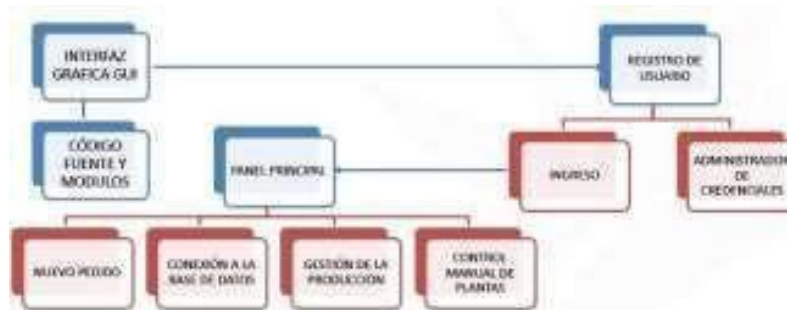 INTERFAZ
GRAFICA GUI
REGISTRO DE
USUARIO
CÓDIGO
FUENTE Y
MODULOS
PANEL PRINCIPAL
INGRESO
ADMINISTRADOR
DE
CREDENCIALES
NUEVO PEDIDO
CONEXIÓN A LA
BASE DE DATOS
GESTIÓN DE LA
PRODUCCIÓN
CONTROL
MANUAL DE
PLANTAS